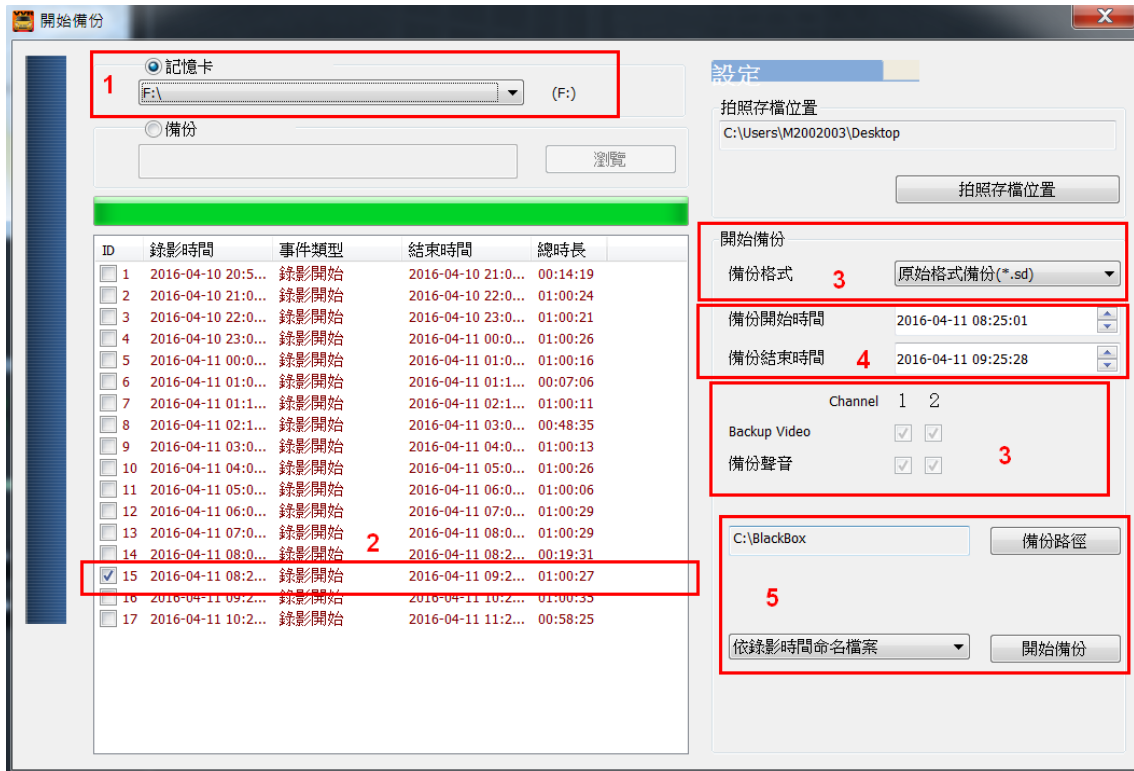 開始備份
X
1
記憶卡
F:\
(F:)
備份
瀏覽
ID 錄影時間 事件類型 結束時間 總時長
1 2016-04-10 20:5... 錄影開始 2016-04-10 21:0... 00:14:19
2 2016-04-10 21:0... 錄影開始 2016-04-10 22:0... 01:00:24
3 2016-04-10 22:0... 錄影開始 2016-04-10 23:0... 01:00:21
4 2016-04-10 23:0... 錄影開始 2016-04-11 00:0... 01:00:26
5 2016-04-11 00:0... 錄影開始 2016-04-11 01:0... 01:00:16
6 2016-04-11 01:0... 錄影開始 2016-04-11 01:1... 00:07:06
7 2016-04-11 01:1... 錄影開始 2016-04-11 02:1... 01:00:11
8 2016-04-11 02:1... 錄影開始 2016-04-11 03:0... 00:48:35
9 2016-04-11 03:0... 錄影開始 2016-04-11 04:0... 01:00:13
10 2016-04-11 04:0... 錄影開始 2016-04-11 05:0... 01:00:26
11 2016-04-11 05:0... 錄影開始 2016-04-11 06:0... 01:00:06
12 2016-04-11 06:0... 錄影開始 2016-04-11 07:0... 01:00:29
13 2016-04-11 07:0... 錄影開始 2016-04-11 08:0... 01:00:29
2
14 2016-04-11 08:0... 錄影開始 2016-04-11 08:2... 00:19:31
15 2016-04-11 08:2... 錄影開始 2016-04-11 09:2... 01:00:27
16 2016-04-11 09:2... 錄影開始 2016-04-11 10:2... 01:00:35
17 2016-04-11 10:2... 錄影開始 2016-04-11 11:2... 00:58:25
設定
拍照存檔位置
C:\Users\M2002003\Desktop
拍照存檔位置
開始備份
備份格式 3 原始格式備份(*.sd)
備份開始時間 2016-04-11 08:25:01
備份結束時間 4 2016-04-11 09:25:28
Channel 1 2
Backup Video
備份聲音 3
C:\BlackBox 備份路徑
5
依錄影時間命名檔案 開始備份